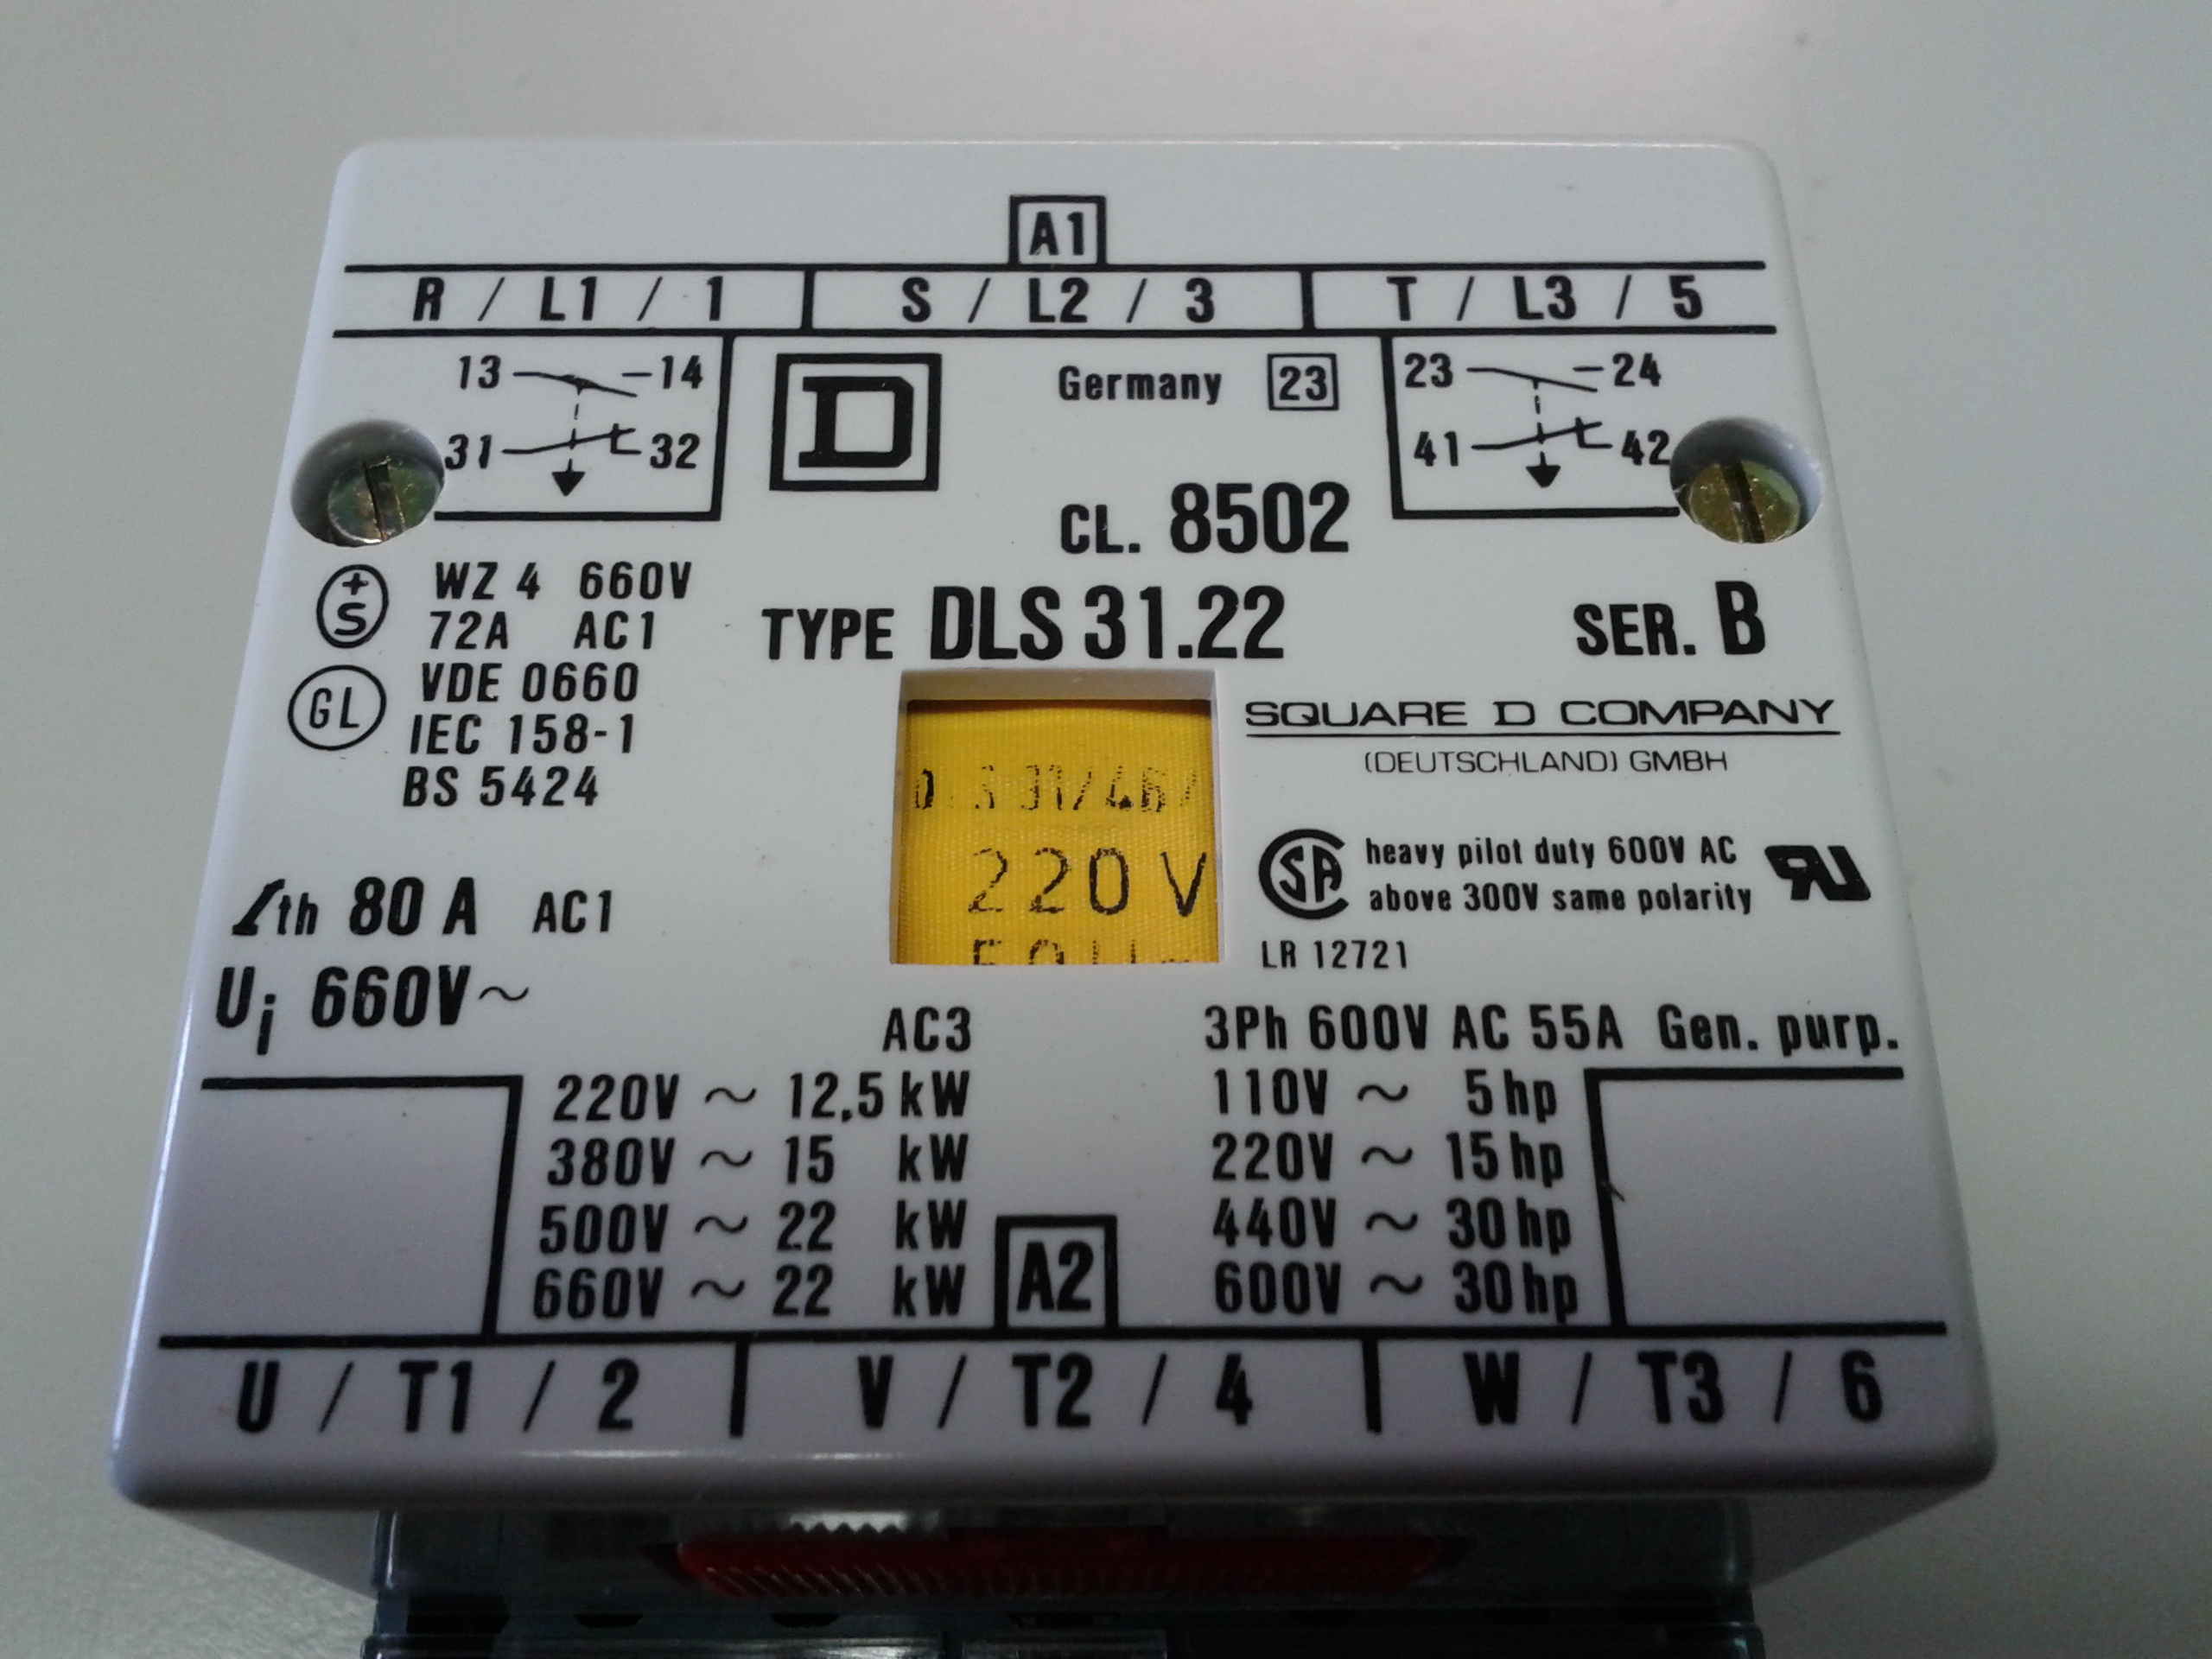 A1
R / L1 / 1 S / L2 / 3 T / L3 / 5
13 14
31 32
D
Germany 23
23 24
41 42
CL. 8502
TYPE DLS 31.22 SER. B
+S WZ 4 660V
72A AC1
GL VDE 0660
IEC 158-1
BS 5424
SQUARE D COMPANY
(DEUTSCHLAND) GMBH
220 V
SA heavy pilot duty 600V AC
above 300V same polarity
LR 12721
Ith 80 A AC1
Ui 660V~
AC3
220V ~ 12,5 kW
380V ~ 15 kW
500V ~ 22 kW
660V ~ 22 kW
3Ph 600V AC 55A Gen. purp.
110V ~ 5 hp
220V ~ 15 hp
440V ~ 30 hp
600V ~ 30 hp
A2
U / T1 / 2 V / T2 / 4 W / T3 / 6